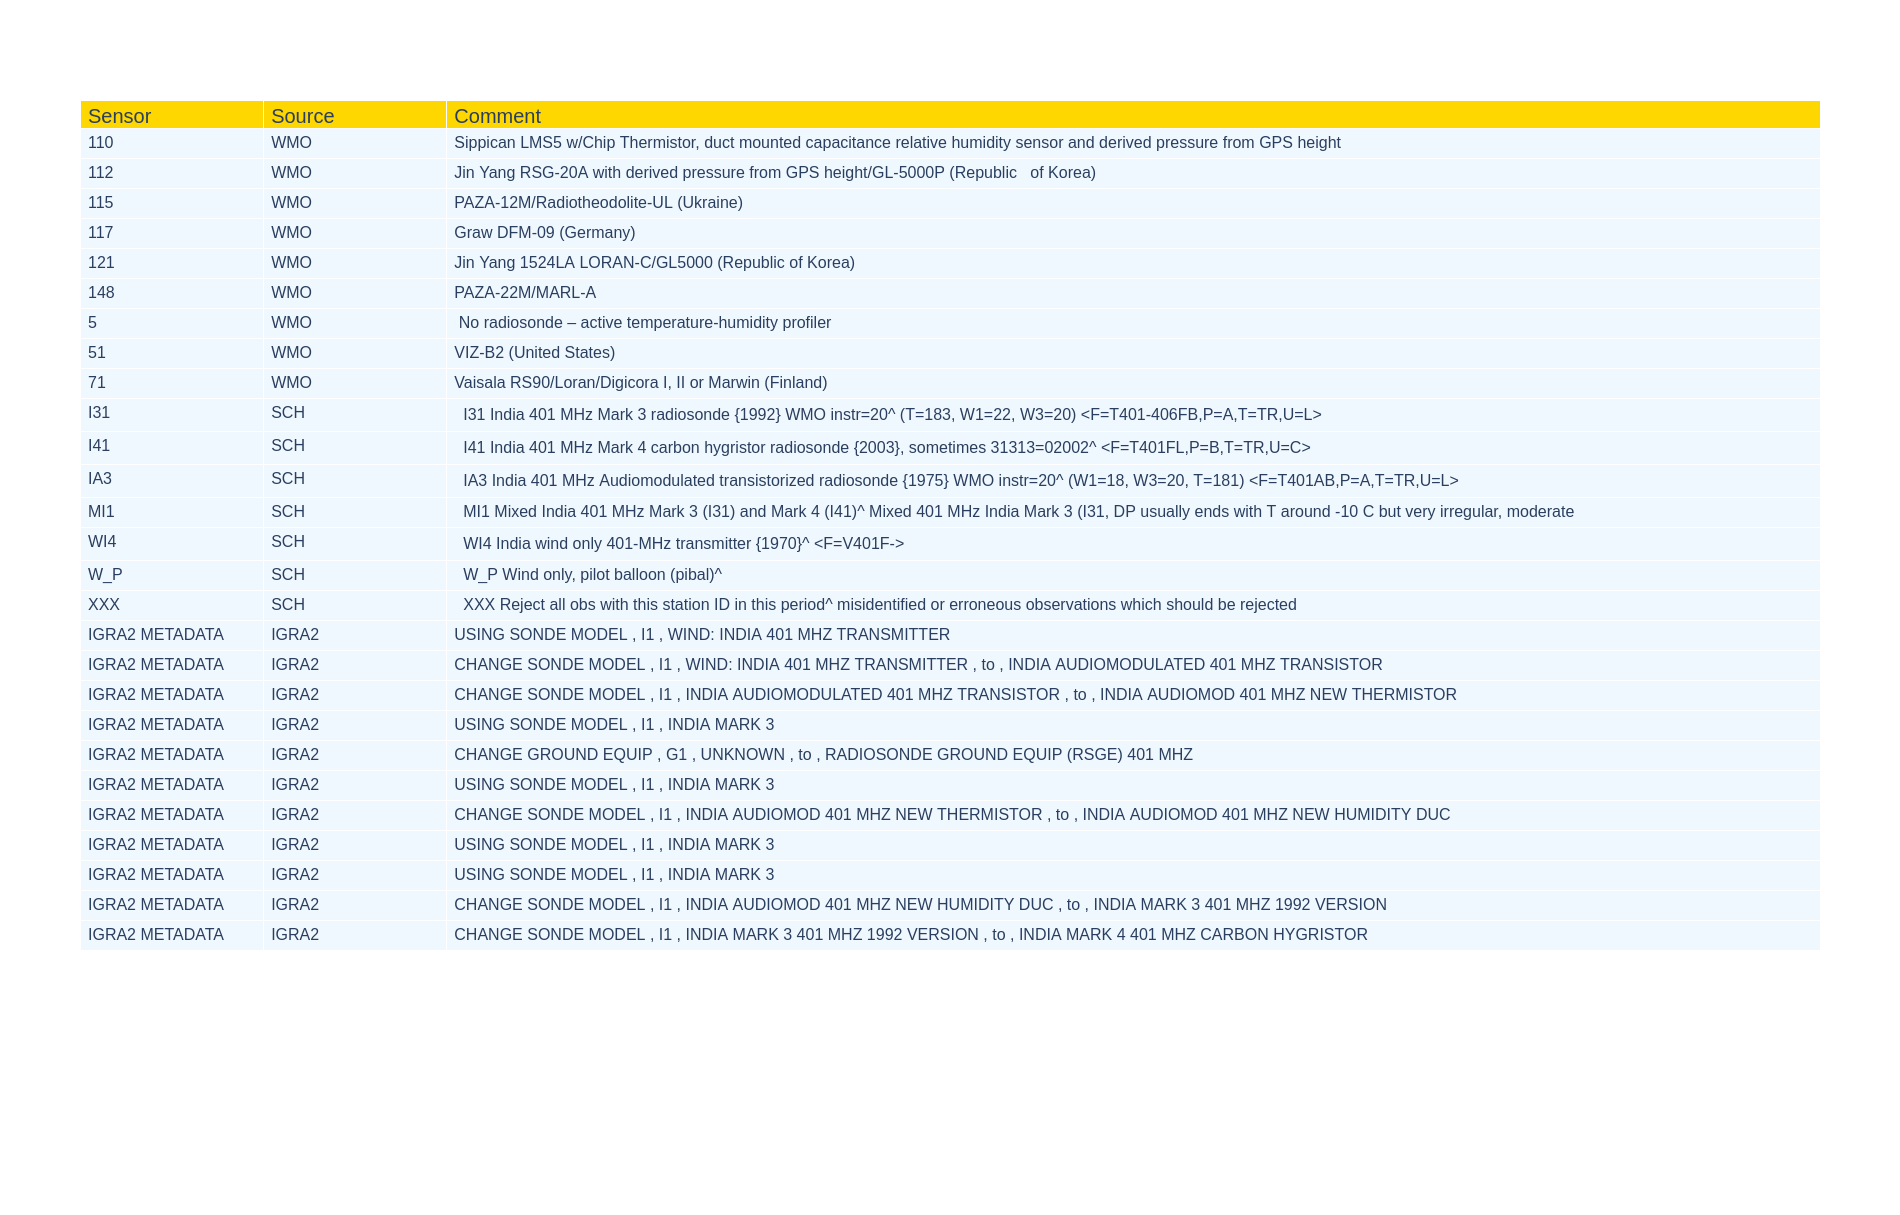 Sensor Source Comment
110 WMO Sippican LMS5 w/Chip Thermistor, duct mounted capacitance relative humidity sensor and derived pressure from GPS height
112 WMO Jin Yang RSG-20A with derived pressure from GPS height/GL-5000P (Republic   of Korea)
115 WMO PAZA-12M/Radiotheodolite-UL (Ukraine)
117 WMO Graw DFM-09 (Germany)
121 WMO Jin Yang 1524LA LORAN-C/GL5000 (Republic of Korea)
148 WMO PAZA-22M/MARL-A
5 WMO No radiosonde – active temperature-humidity profiler
51 WMO VIZ-B2 (United States)
71 WMO Vaisala RS90/Loran/Digicora I, II or Marwin (Finland)
I31 SCH I31 India 401 MHz Mark 3 radiosonde {1992} WMO instr=20^ (T=183, W1=22, W3=20) <F=T401-406FB,P=A,T=TR,U=L>
I41 SCH I41 India 401 MHz Mark 4 carbon hygristor radiosonde {2003}, sometimes 31313=02002^ <F=T401FL,P=B,T=TR,U=C>
IA3 SCH IA3 India 401 MHz Audiomodulated transistorized radiosonde {1975} WMO instr=20^ (W1=18, W3=20, T=181) <F=T401AB,P=A,T=TR,U=L>
MI1 SCH MI1 Mixed India 401 MHz Mark 3 (I31) and Mark 4 (I41)^ Mixed 401 MHz India Mark 3 (I31, DP usually ends with T around -10 C but very irregular, moderate
WI4 SCH WI4 India wind only 401-MHz transmitter {1970}^ <F=V401F->
W_P SCH W_P Wind only, pilot balloon (pibal)^
XXX SCH XXX Reject all obs with this station ID in this period^ misidentified or erroneous observations which should be rejected
IGRA2 METADATA IGRA2 USING SONDE MODEL , I1 , WIND: INDIA 401 MHZ TRANSMITTER
IGRA2 METADATA IGRA2 CHANGE SONDE MODEL , I1 , WIND: INDIA 401 MHZ TRANSMITTER , to , INDIA AUDIOMODULATED 401 MHZ TRANSISTOR
IGRA2 METADATA IGRA2 CHANGE SONDE MODEL , I1 , INDIA AUDIOMODULATED 401 MHZ TRANSISTOR , to , INDIA AUDIOMOD 401 MHZ NEW THERMISTOR
IGRA2 METADATA IGRA2 USING SONDE MODEL , I1 , INDIA MARK 3
IGRA2 METADATA IGRA2 CHANGE GROUND EQUIP , G1 , UNKNOWN , to , RADIOSONDE GROUND EQUIP (RSGE) 401 MHZ
IGRA2 METADATA IGRA2 USING SONDE MODEL , I1 , INDIA MARK 3
IGRA2 METADATA IGRA2 CHANGE SONDE MODEL , I1 , INDIA AUDIOMOD 401 MHZ NEW THERMISTOR , to , INDIA AUDIOMOD 401 MHZ NEW HUMIDITY DUC
IGRA2 METADATA IGRA2 USING SONDE MODEL , I1 , INDIA MARK 3
IGRA2 METADATA IGRA2 USING SONDE MODEL , I1 , INDIA MARK 3
IGRA2 METADATA IGRA2 CHANGE SONDE MODEL , I1 , INDIA AUDIOMOD 401 MHZ NEW HUMIDITY DUC , to , INDIA MARK 3 401 MHZ 1992 VERSION
IGRA2 METADATA IGRA2 CHANGE SONDE MODEL , I1 , INDIA MARK 3 401 MHZ 1992 VERSION , to , INDIA MARK 4 401 MHZ CARBON HYGRISTOR